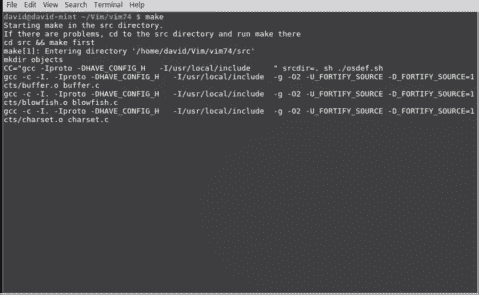 File Edit View Search Terminal Help
david@david-mint ~/Vim/vim74 $ make
Starting make in the src directory.
If there are problems, cd to the src directory and run make there
cd src && make first
make[1]: Entering directory '/home/david/Vim/vim74/src'
mkdir objects
CC="gcc -Iproto -DHAVE_CONFIG_H -I/usr/local/include " srcdir=. sh ./osdef.sh
gcc -c -I. -Iproto -DHAVE_CONFIG_H -I/usr/local/include -g -O2 -U_FORTIFY_SOURCE -D_FORTIFY_SOURCE=1
cts/buffer.o buffer.c
gcc -c -I. -Iproto -DHAVE_CONFIG_H -I/usr/local/include -g -O2 -U_FORTIFY_SOURCE -D_FORTIFY_SOURCE=1
cts/blowfish.o blowfish.c
gcc -c -I. -Iproto -DHAVE_CONFIG_H -I/usr/local/include -g -O2 -U_FORTIFY_SOURCE -D_FORTIFY_SOURCE=1
cts/charset.o charset.c